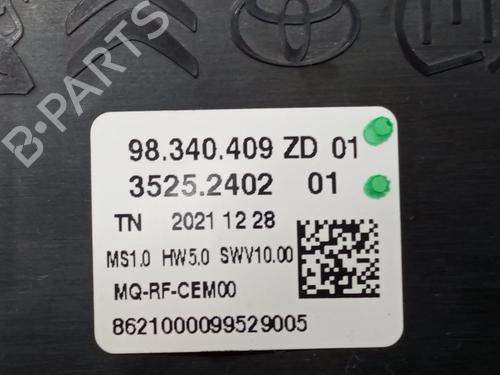 98.340.409 ZD 01
3525.2402 01
TN 2021 12 28
MS1.0 HW5.0 SWV10.00
MQ-RF-CEM00
8621000099529005
B-PARTS